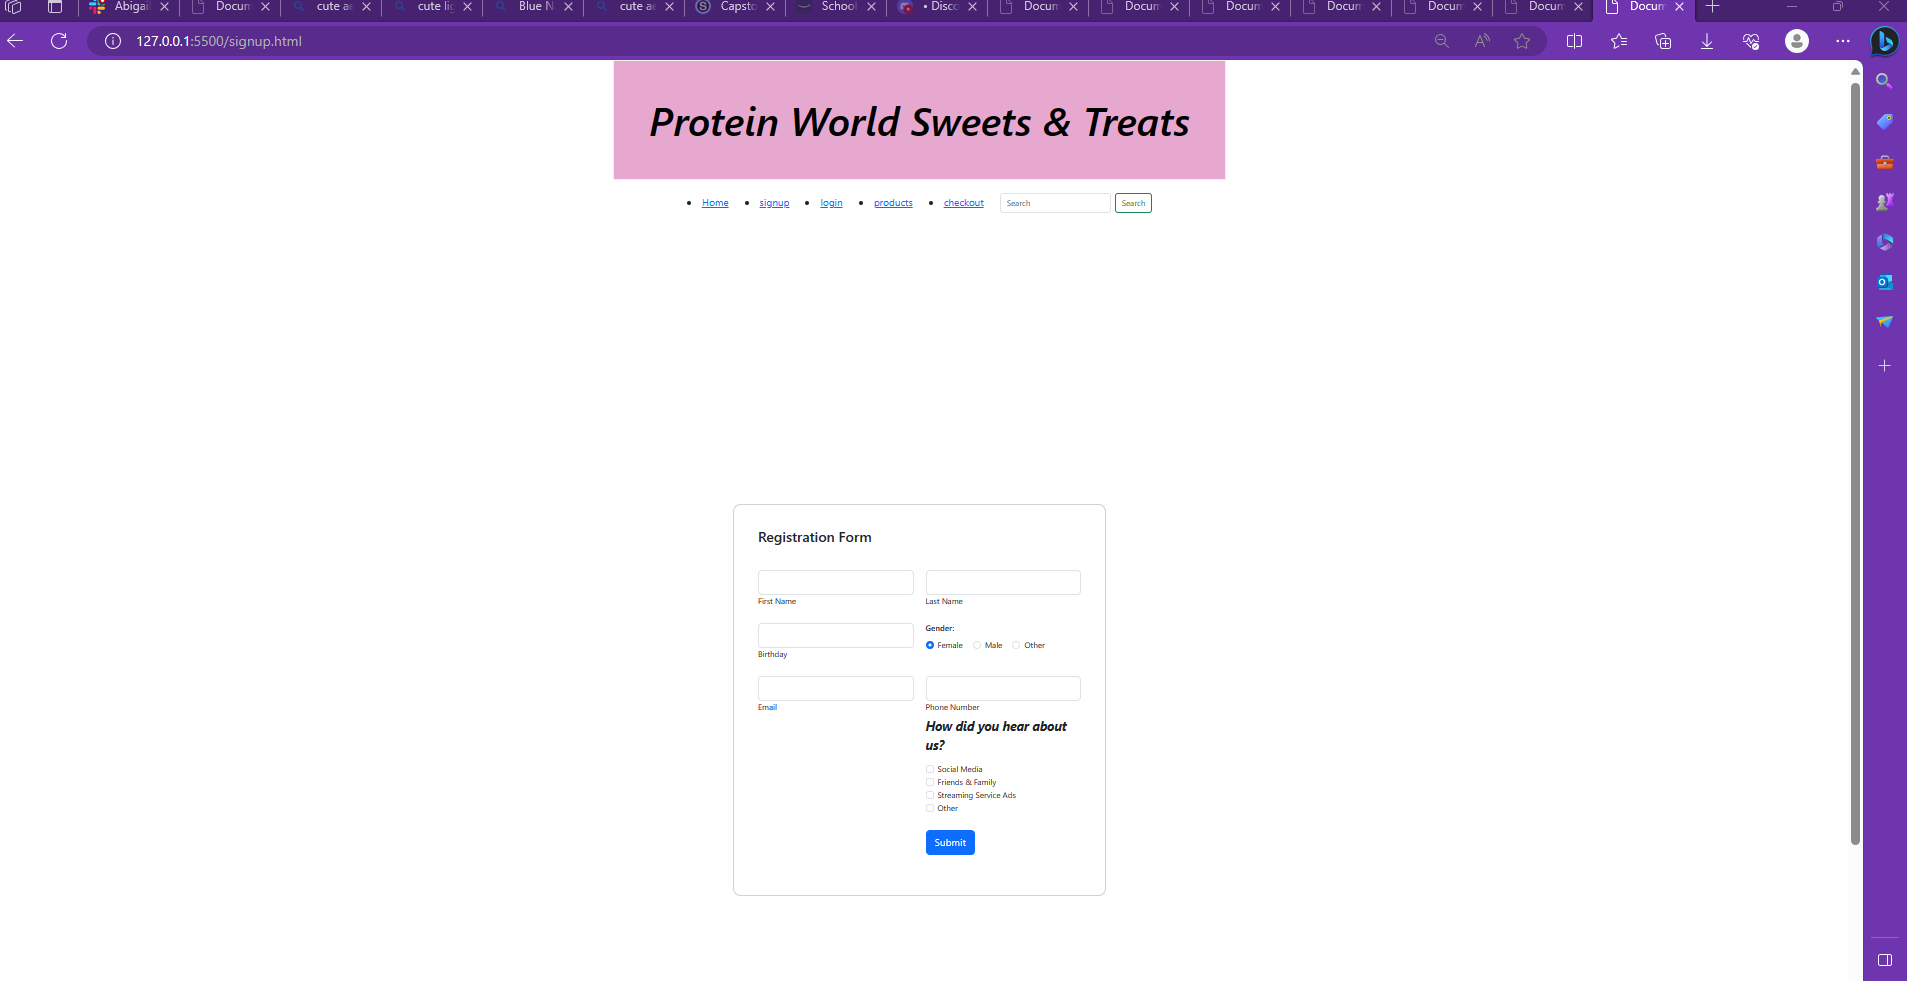 Abigail Docum cute ae cute lig Blue N cute ae Capsto School • Disco Docum Docum Docum Docum Docum Docum Docum
127.0.0.1:5500/signup.html
Protein World Sweets & Treats
• Home • signup • login • products • checkout Search Search
Registration Form
First Name Last Name
Gender:
Female Male Other
Birthday
Email Phone Number
How did you hear about
us?
Social Media
Friends & Family
Streaming Service Ads
Other
Submit